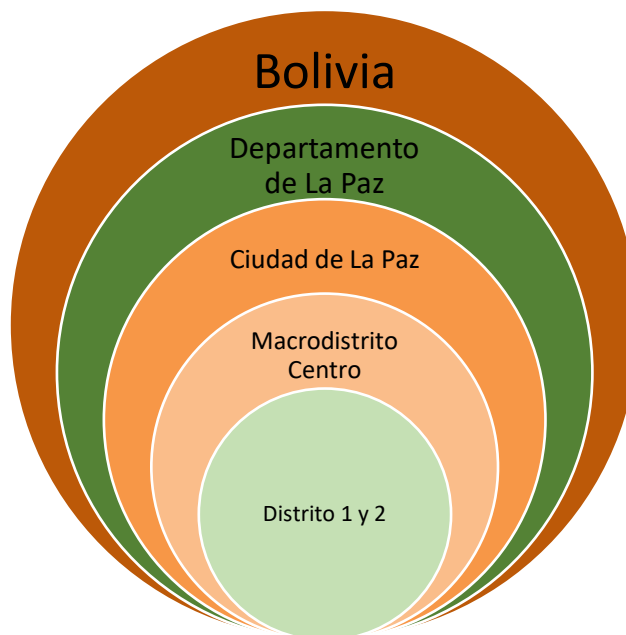 Bolivia
Departamento
de La Paz
Ciudad de La Paz
Macrodistrito
Centro
Distrito 1 y 2